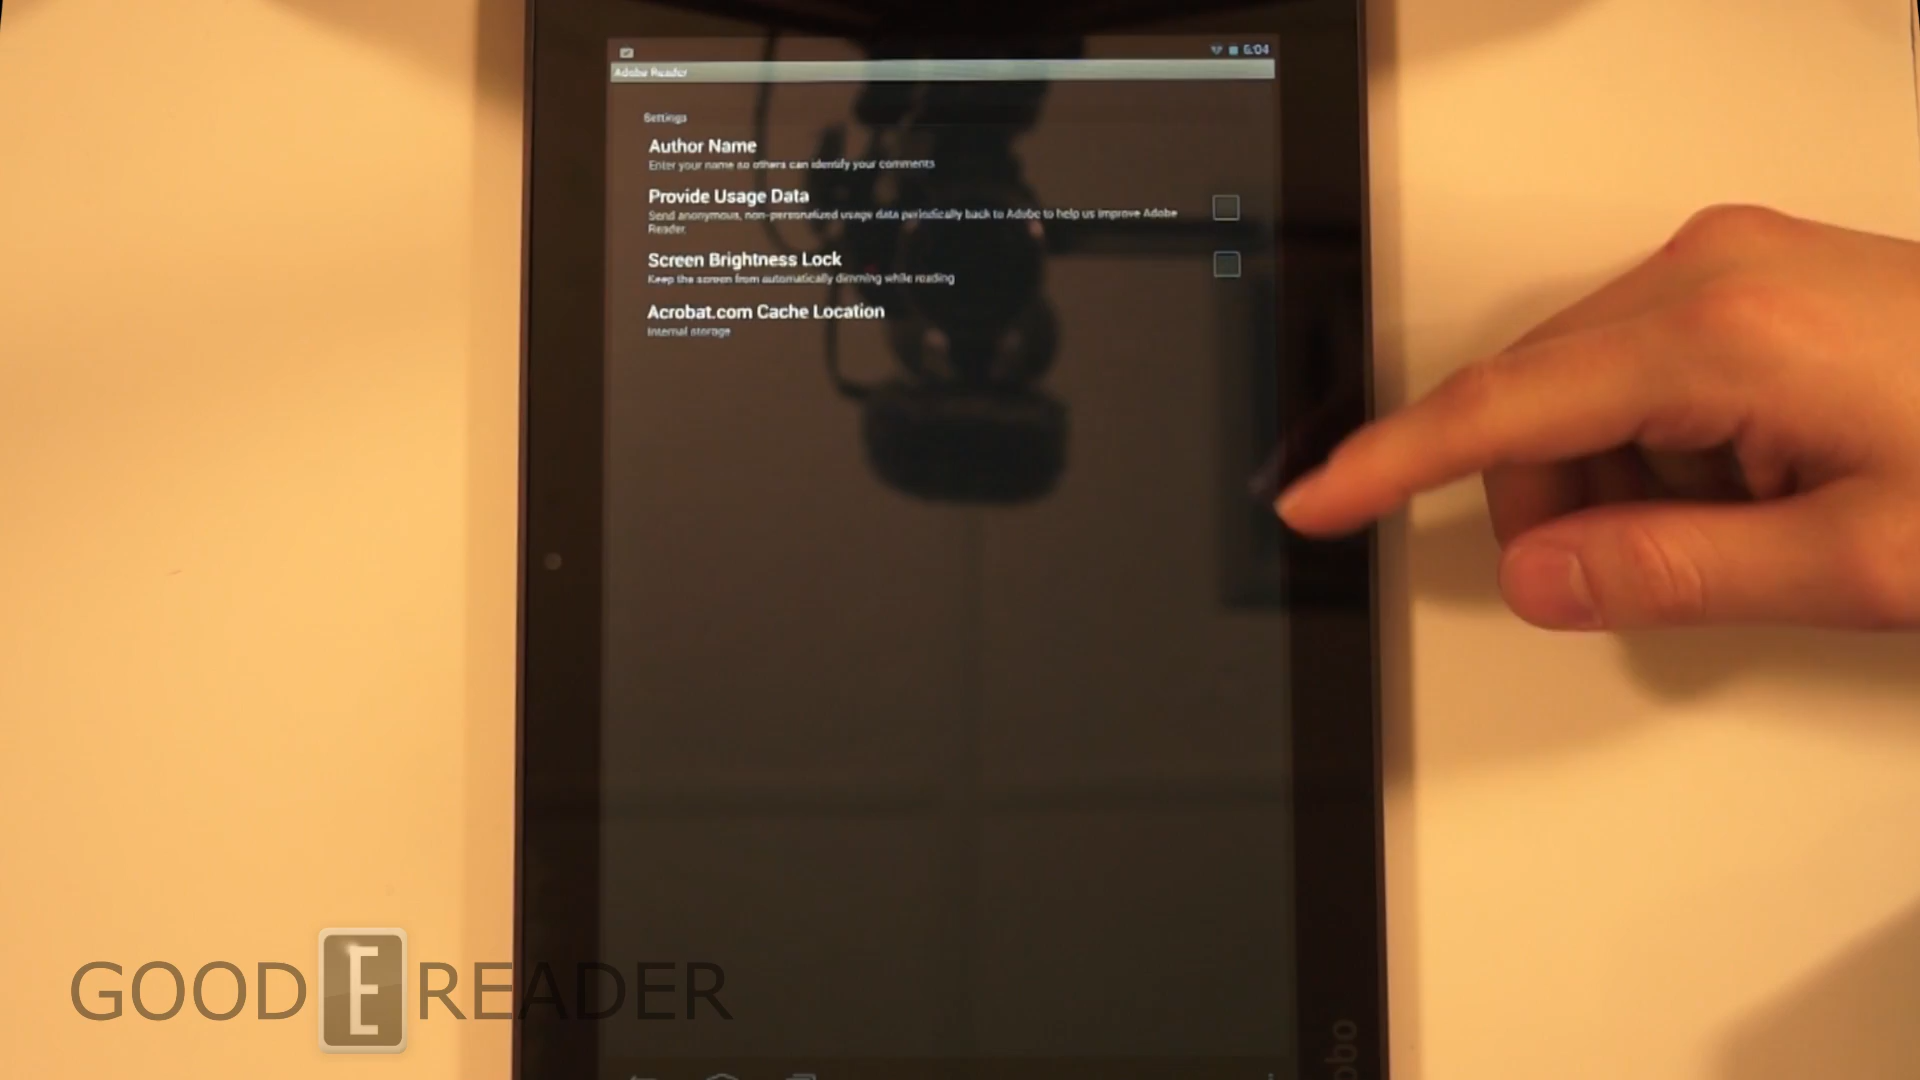 6:04
Adobe Reader
Settings
Author Name
Enter your name so others can identify your comments
Provide Usage Data
Send anonymous, non-personalized usage data periodically back to Adobe to help us improve Adobe
Reader.
Screen Brightness Lock
Keep the screen from automatically dimming while reading
Acrobat.com Cache Location
Internal storage
GOOD E READER
obo